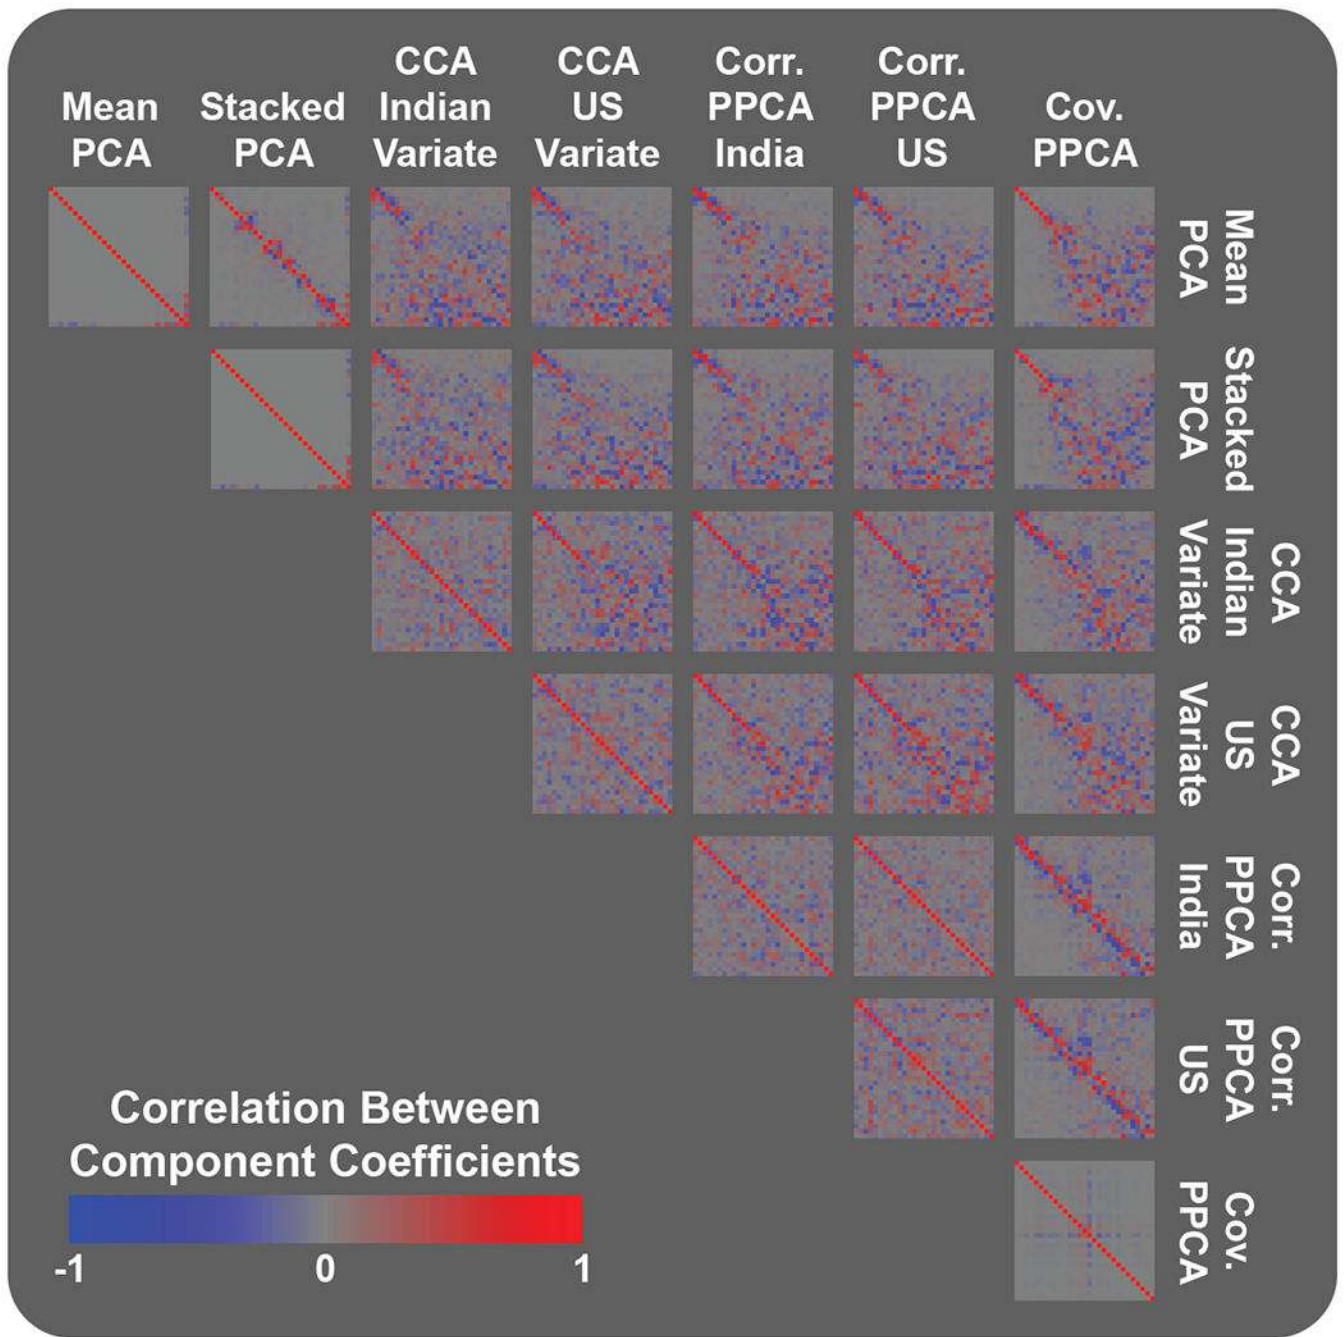 Mean
PCA
Stacked
PCA
CCA
Indian
Variate
CCA
US
Variate
Corr.
PPCA
India
Corr.
PPCA
US
Cov.
PPCA
Mean
PCA
Stacked
PCA
CCA
Indian
Variate
CCA
US
Variate
Corr.
PPCA
India
Corr.
PPCA
US
Cov.
PPCA
Correlation Between
Component Coefficients
-1 0 1